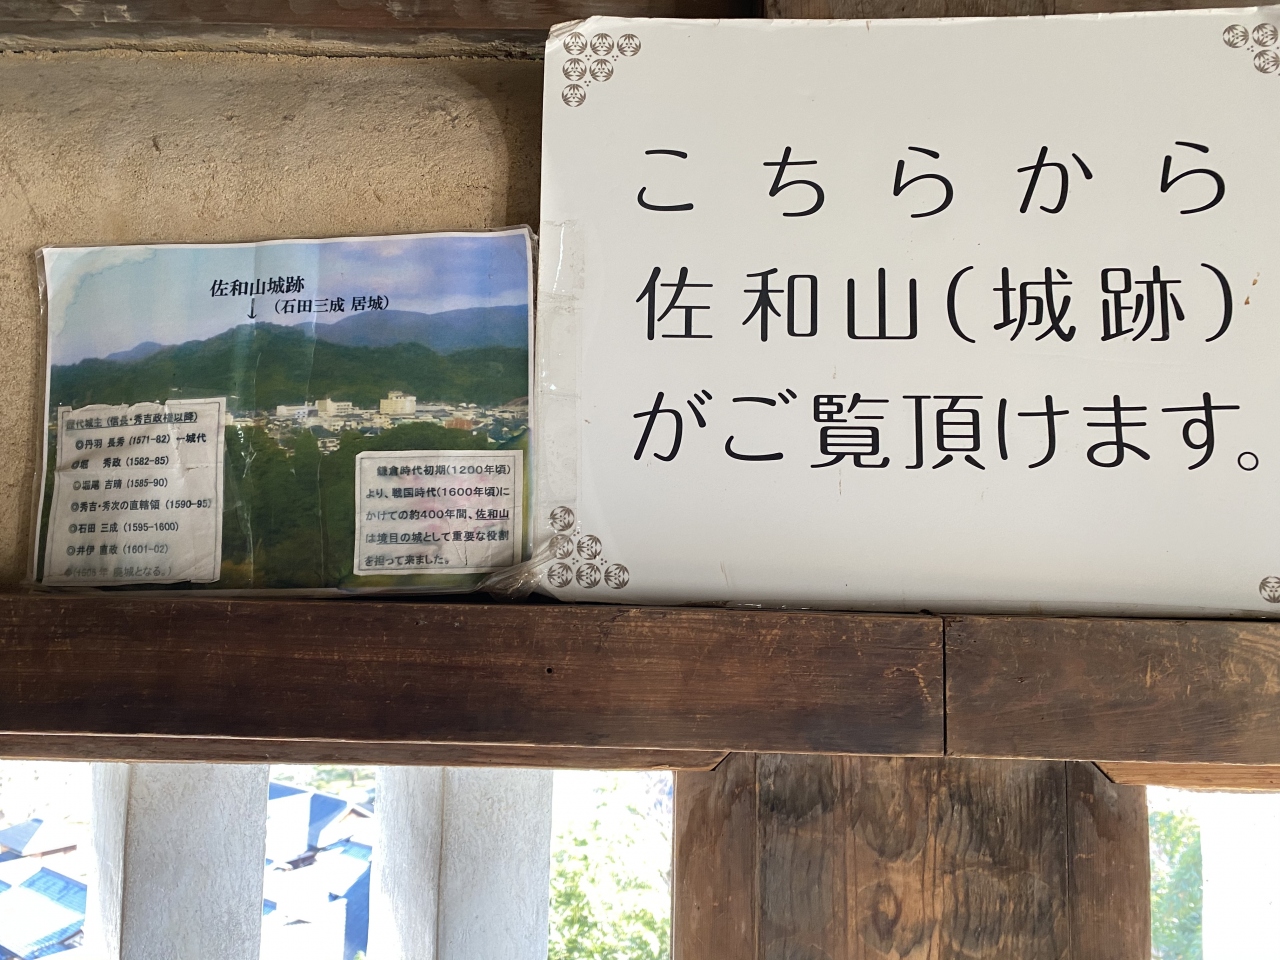 こちらから
佐和山(城跡)
がご覧頂けます。
佐和山城跡
↓ (石田三成 居城)
歴代城主 (信長・秀吉政権以降)
◎丹羽 長秀 (1571-82) ←城代
◎堀 秀政 (1582-85)
◎堀尾 吉晴 (1585-90)
◎秀吉・秀次の直轄領 (1590-95)
◎石田 三成 (1595-1600)
◎井伊 直政 (1601-02)
年 廃城となる。)
鎌倉時代初期(1200年頃)
より、戦国時代(1600年頃)に
かけての約400年間、佐和山
は境目の城として重要な役割
を担って来ました。